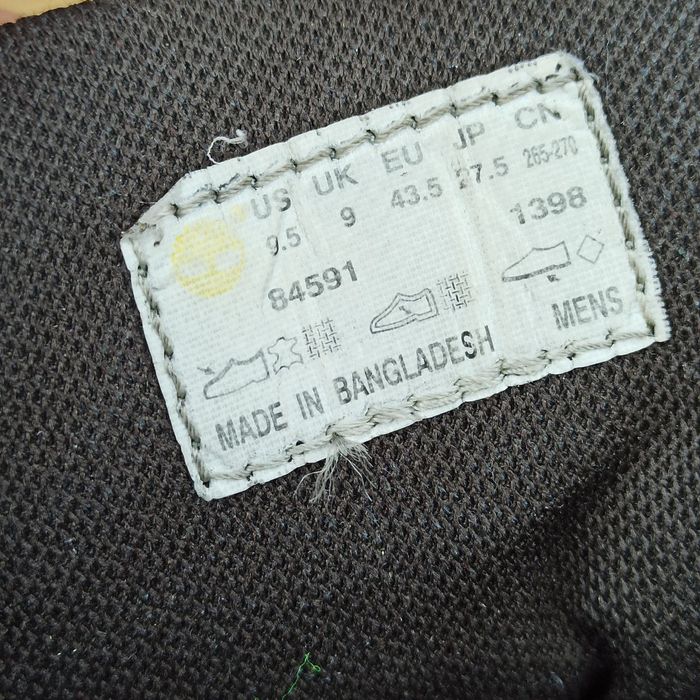 US UK EU JP CN
9.5 9 43.5 27.5 265-270
84591 1398
MENS
MADE IN BANGLADESH